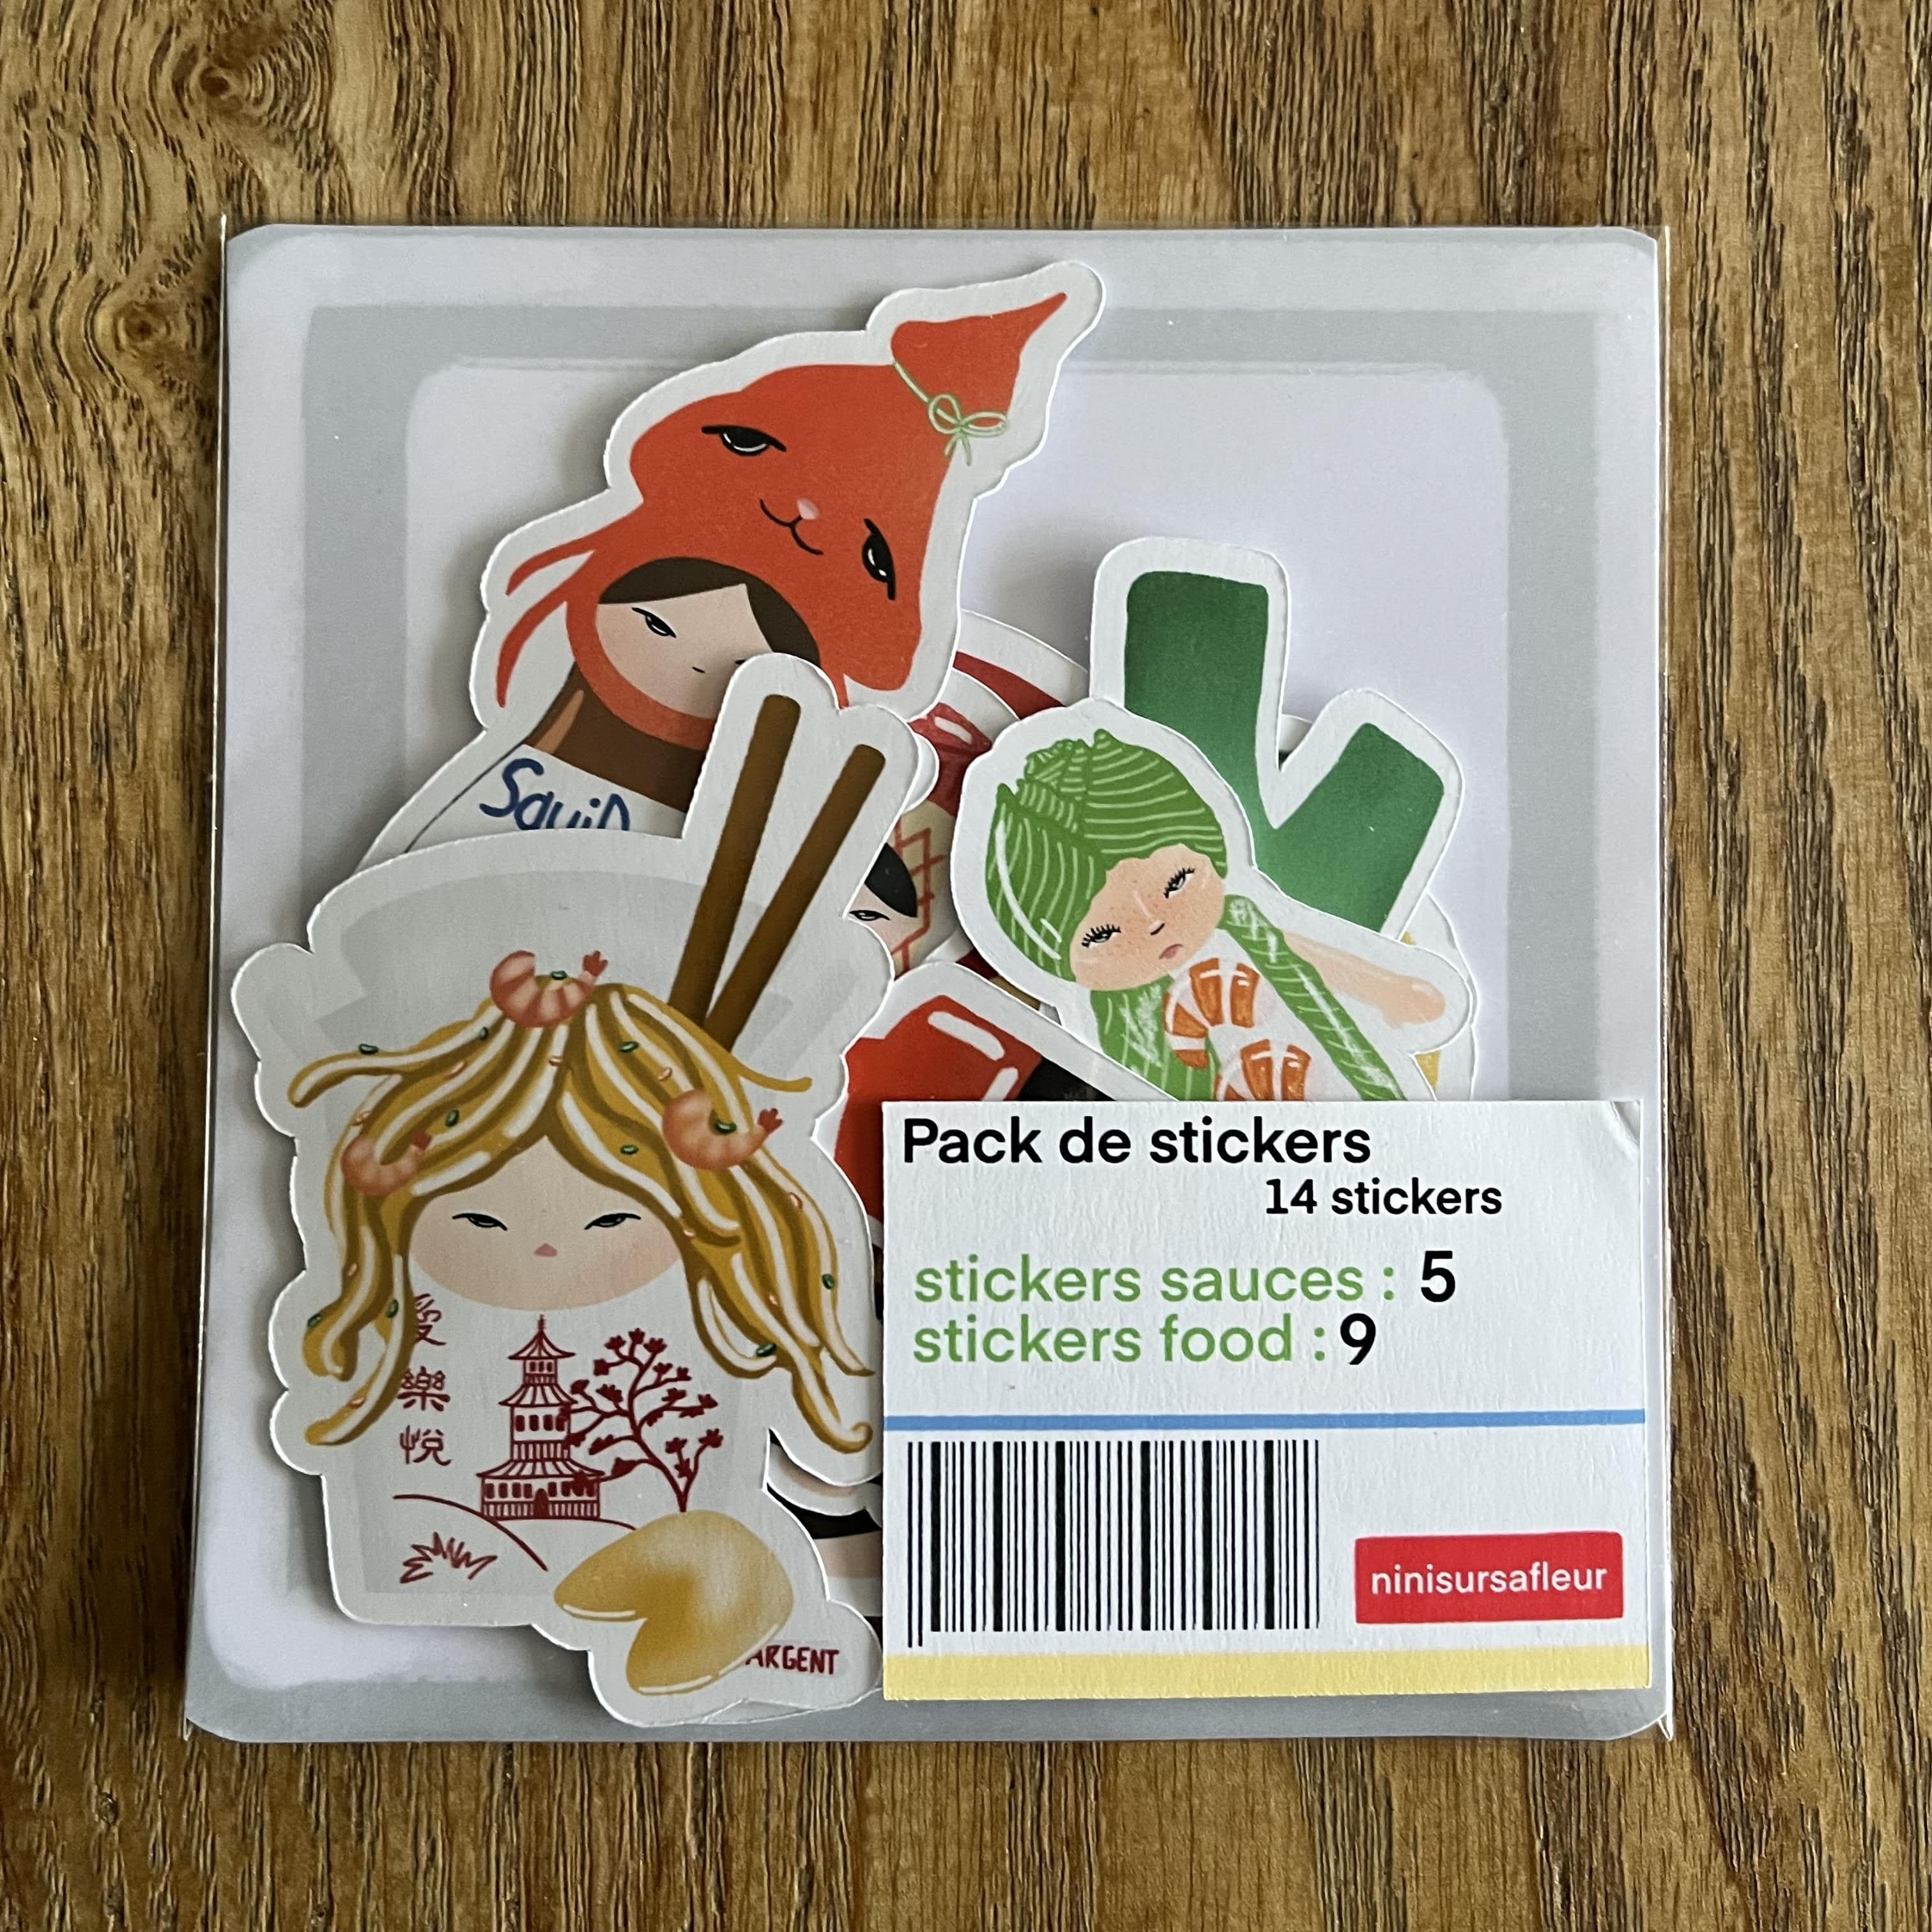 Squid
愛
樂
悅
ARGENT
Pack de stickers
14 stickers
stickers sauces : 5
stickers food : 9
ninisursafleur